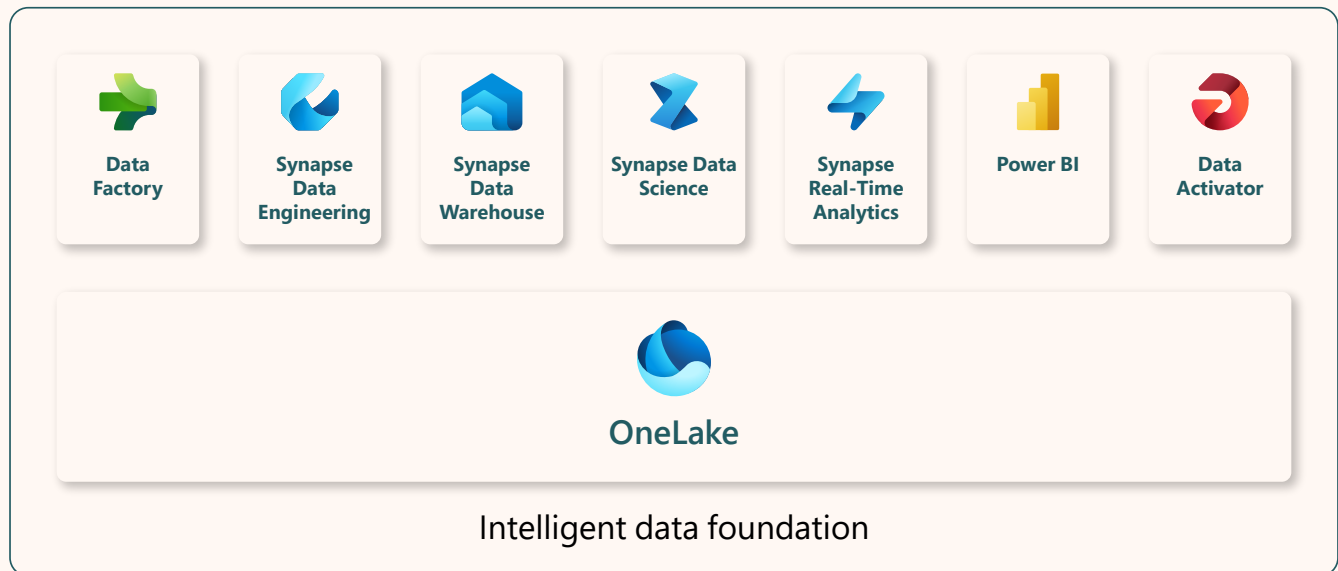 Data
Factory
Synapse
Data
Engineering
Synapse
Data
Warehouse
Synapse Data
Science
Synapse
Real-Time
Analytics
Power BI
Data
Activator
OneLake
Intelligent data foundation